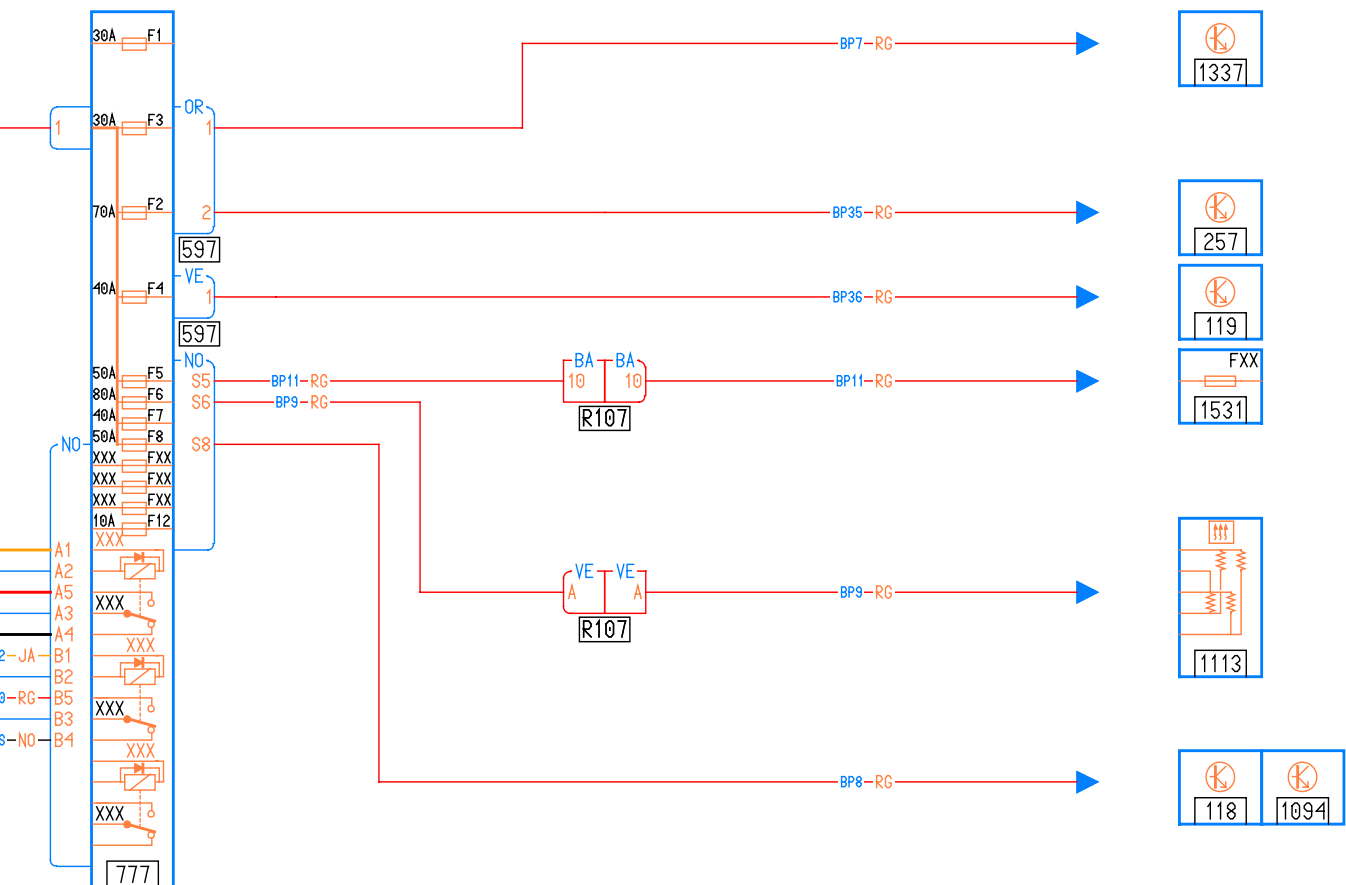 30A F1
BP7 RG
1337
OR
1 30A F3 1
70A F2 2
BP35 RG
257
597
VE
40A F4 1
BP36 RG
119
597
NO
BA BA
FXX
50A F5 S5
BP11 RG
10 10
BP11 RG
80A F6 S6
BP9 RG
1531
R107
40A F7
NO 50A F8 S8
XXX FXX
XXX FXX
XXX FXX
10A F12
XXX
A1
A2
VE VE
A5
A A
BP9 RG
XXX
A3
A4
R107
XXX
JA B1
1113
B2
RG B5
XXX
B3
NO B4
XXX
BP8 RG
XXX
118
1094
777